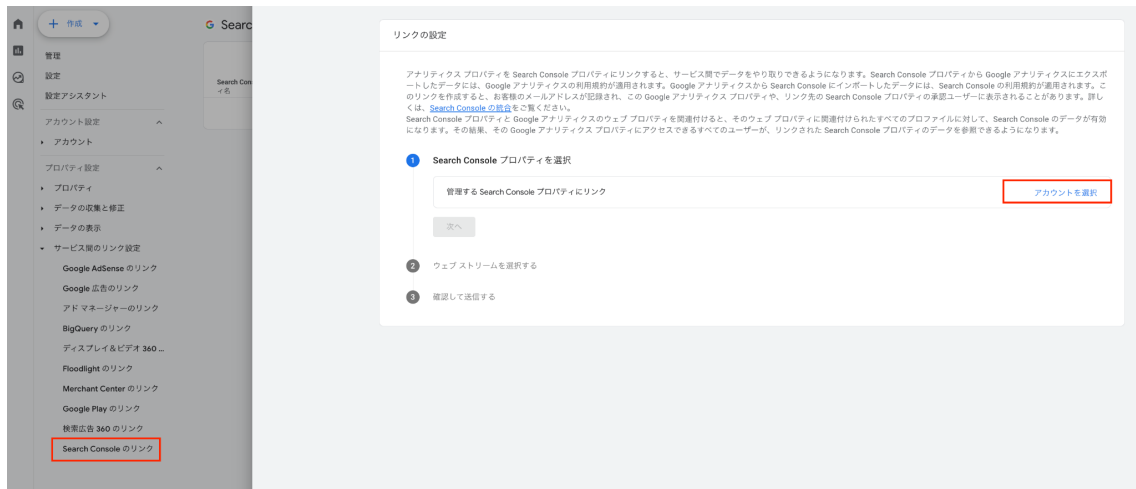 作成
管理
設定
設定アシスタント
アカウント設定
アカウント
プロパティ設定
プロパティ
データの収集と修正
データの表示
サービス間のリンク設定
Google AdSense のリンク
Google 広告のリンク
アド マネージャーのリンク
BigQuery のリンク
ディスプレイ＆ビデオ 360 ...
Floodlight のリンク
Merchant Center のリンク
Google Play のリンク
検索広告 360 のリンク
Search Console のリンク
Searc
Search Con
ィ名
リンクの設定
アナリティクス プロパティを Search Console プロパティにリンクすると、サービス間でデータをやり取りできるようになります。Search Console プロパティから Google アナリティクスにエクスポ
ートしたデータには、Google アナリティクスの利用規約が適用されます。Google アナリティクスから Search Console にインポートしたデータには、Search Console の利用規約が適用されます。こ
のリンクを作成すると、お客様のメールアドレスが記録され、この Google アナリティクス プロパティや、リンク先の Search Console プロパティの承認ユーザーに表示されることがあります。詳し
くは、Search Console の統合をご覧ください。
Search Console プロパティと Google アナリティクスのウェブ プロパティを関連付けると、そのウェブ プロパティに関連付けられたすべてのプロファイルに対して、Search Console のデータが有効
になります。その結果、その Google アナリティクス プロパティにアクセスできるすべてのユーザーが、リンクされた Search Console プロパティのデータを参照できるようになります。
1 Search Console プロパティを選択
管理する Search Console プロパティにリンク アカウントを選択
次へ
2 ウェブ ストリームを選択する
3 確認して送信する